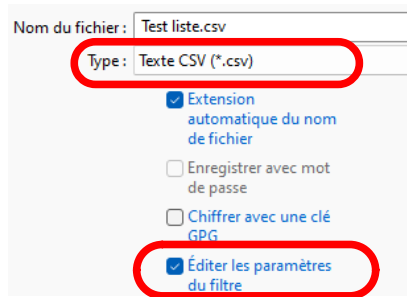 Nom du fichier : Test liste.csv
Type : Texte CSV (*.csv)
Extension
automatique du nom
de fichier
Enregistrer avec mot
de passe
Chiffrer avec une clé
GPG
Éditer les paramètres
du filtre